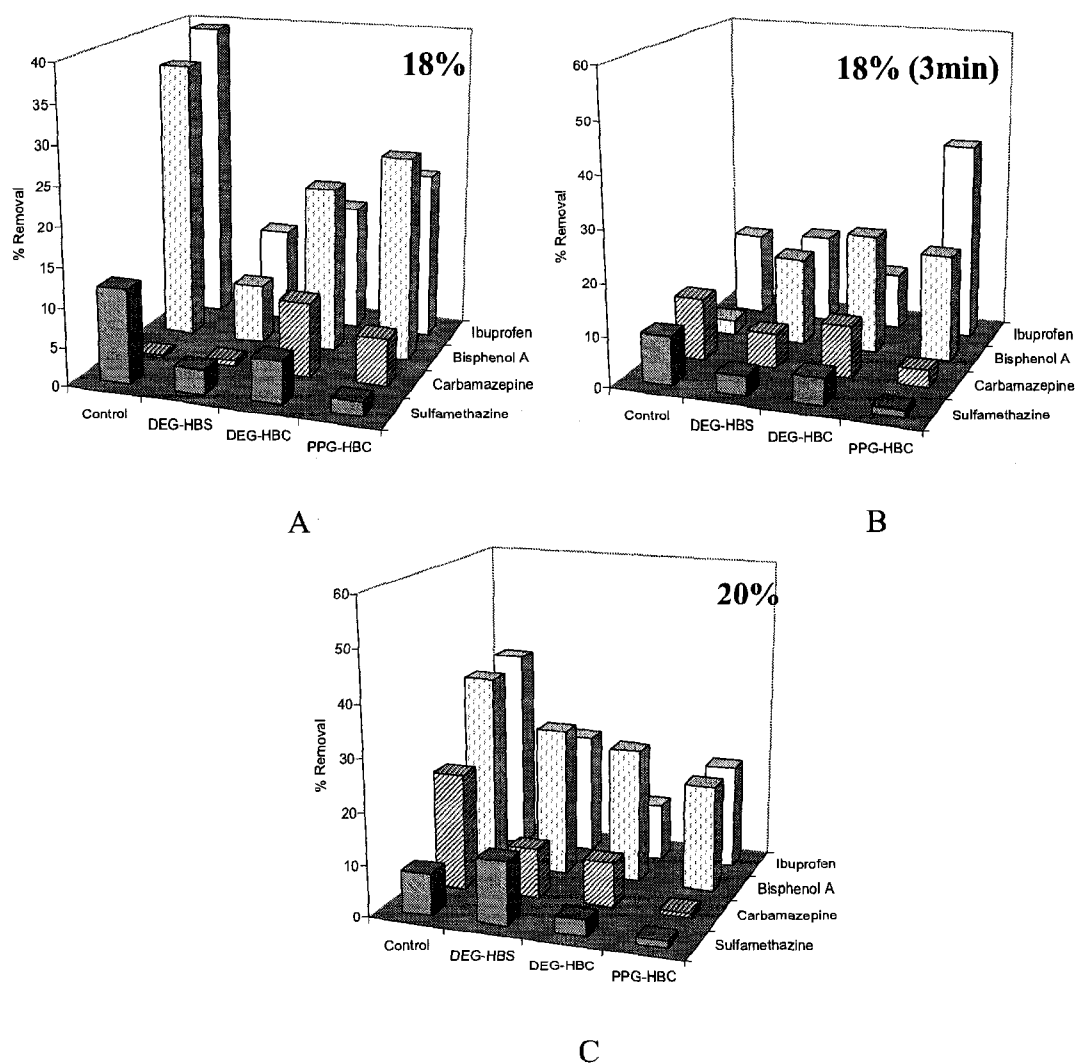 18%
40
35
30
25
20
15
10
5
0
% Removal
Control
DEG-HBS
DEG-HBC
PPG-HBC
Ibuprofen
Bisphenol A
Carbamazepine
Sulfamethazine
A
18% (3min)
60
50
40
30
20
10
0
% Removal
Control
DEG-HBS
DEG-HBC
PPG-HBC
Ibuprofen
Bisphenol A
Carbamazepine
Sulfamethazine
B
20%
60
50
40
30
20
10
0
% Removal
Control
DEG-HBS
DEG-HBC
PPG-HBC
Ibuprofen
Bisphenol A
Carbamazepine
Sulfamethazine
C